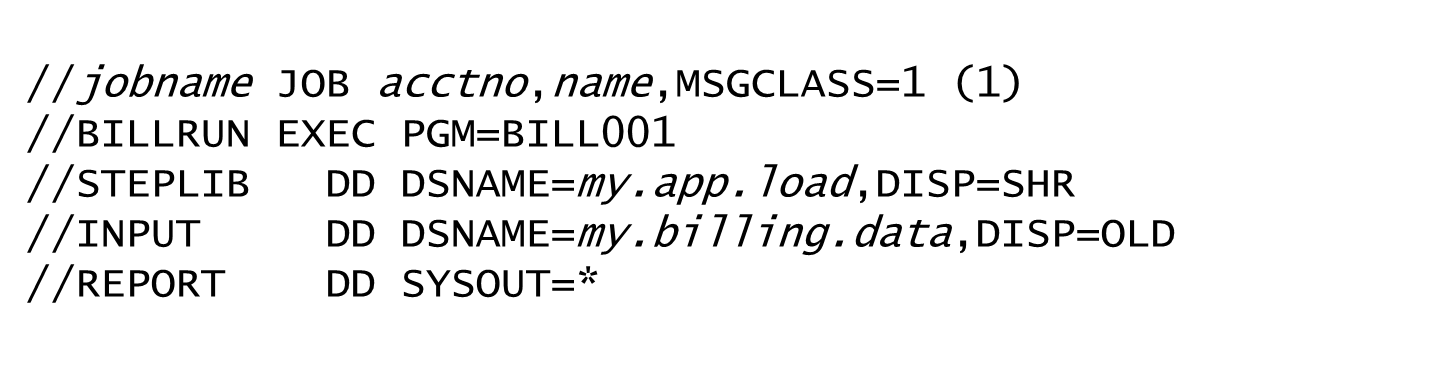 //jobname JOB acctno,name,MSGCLASS=1 (1)
//BILLRUN EXEC PGM=BILL001
//STEPLIB   DD DSNAME=my.app.load,DISP=SHR
//INPUT     DD DSNAME=my.billing.data,DISP=OLD
//REPORT    DD SYSOUT=*